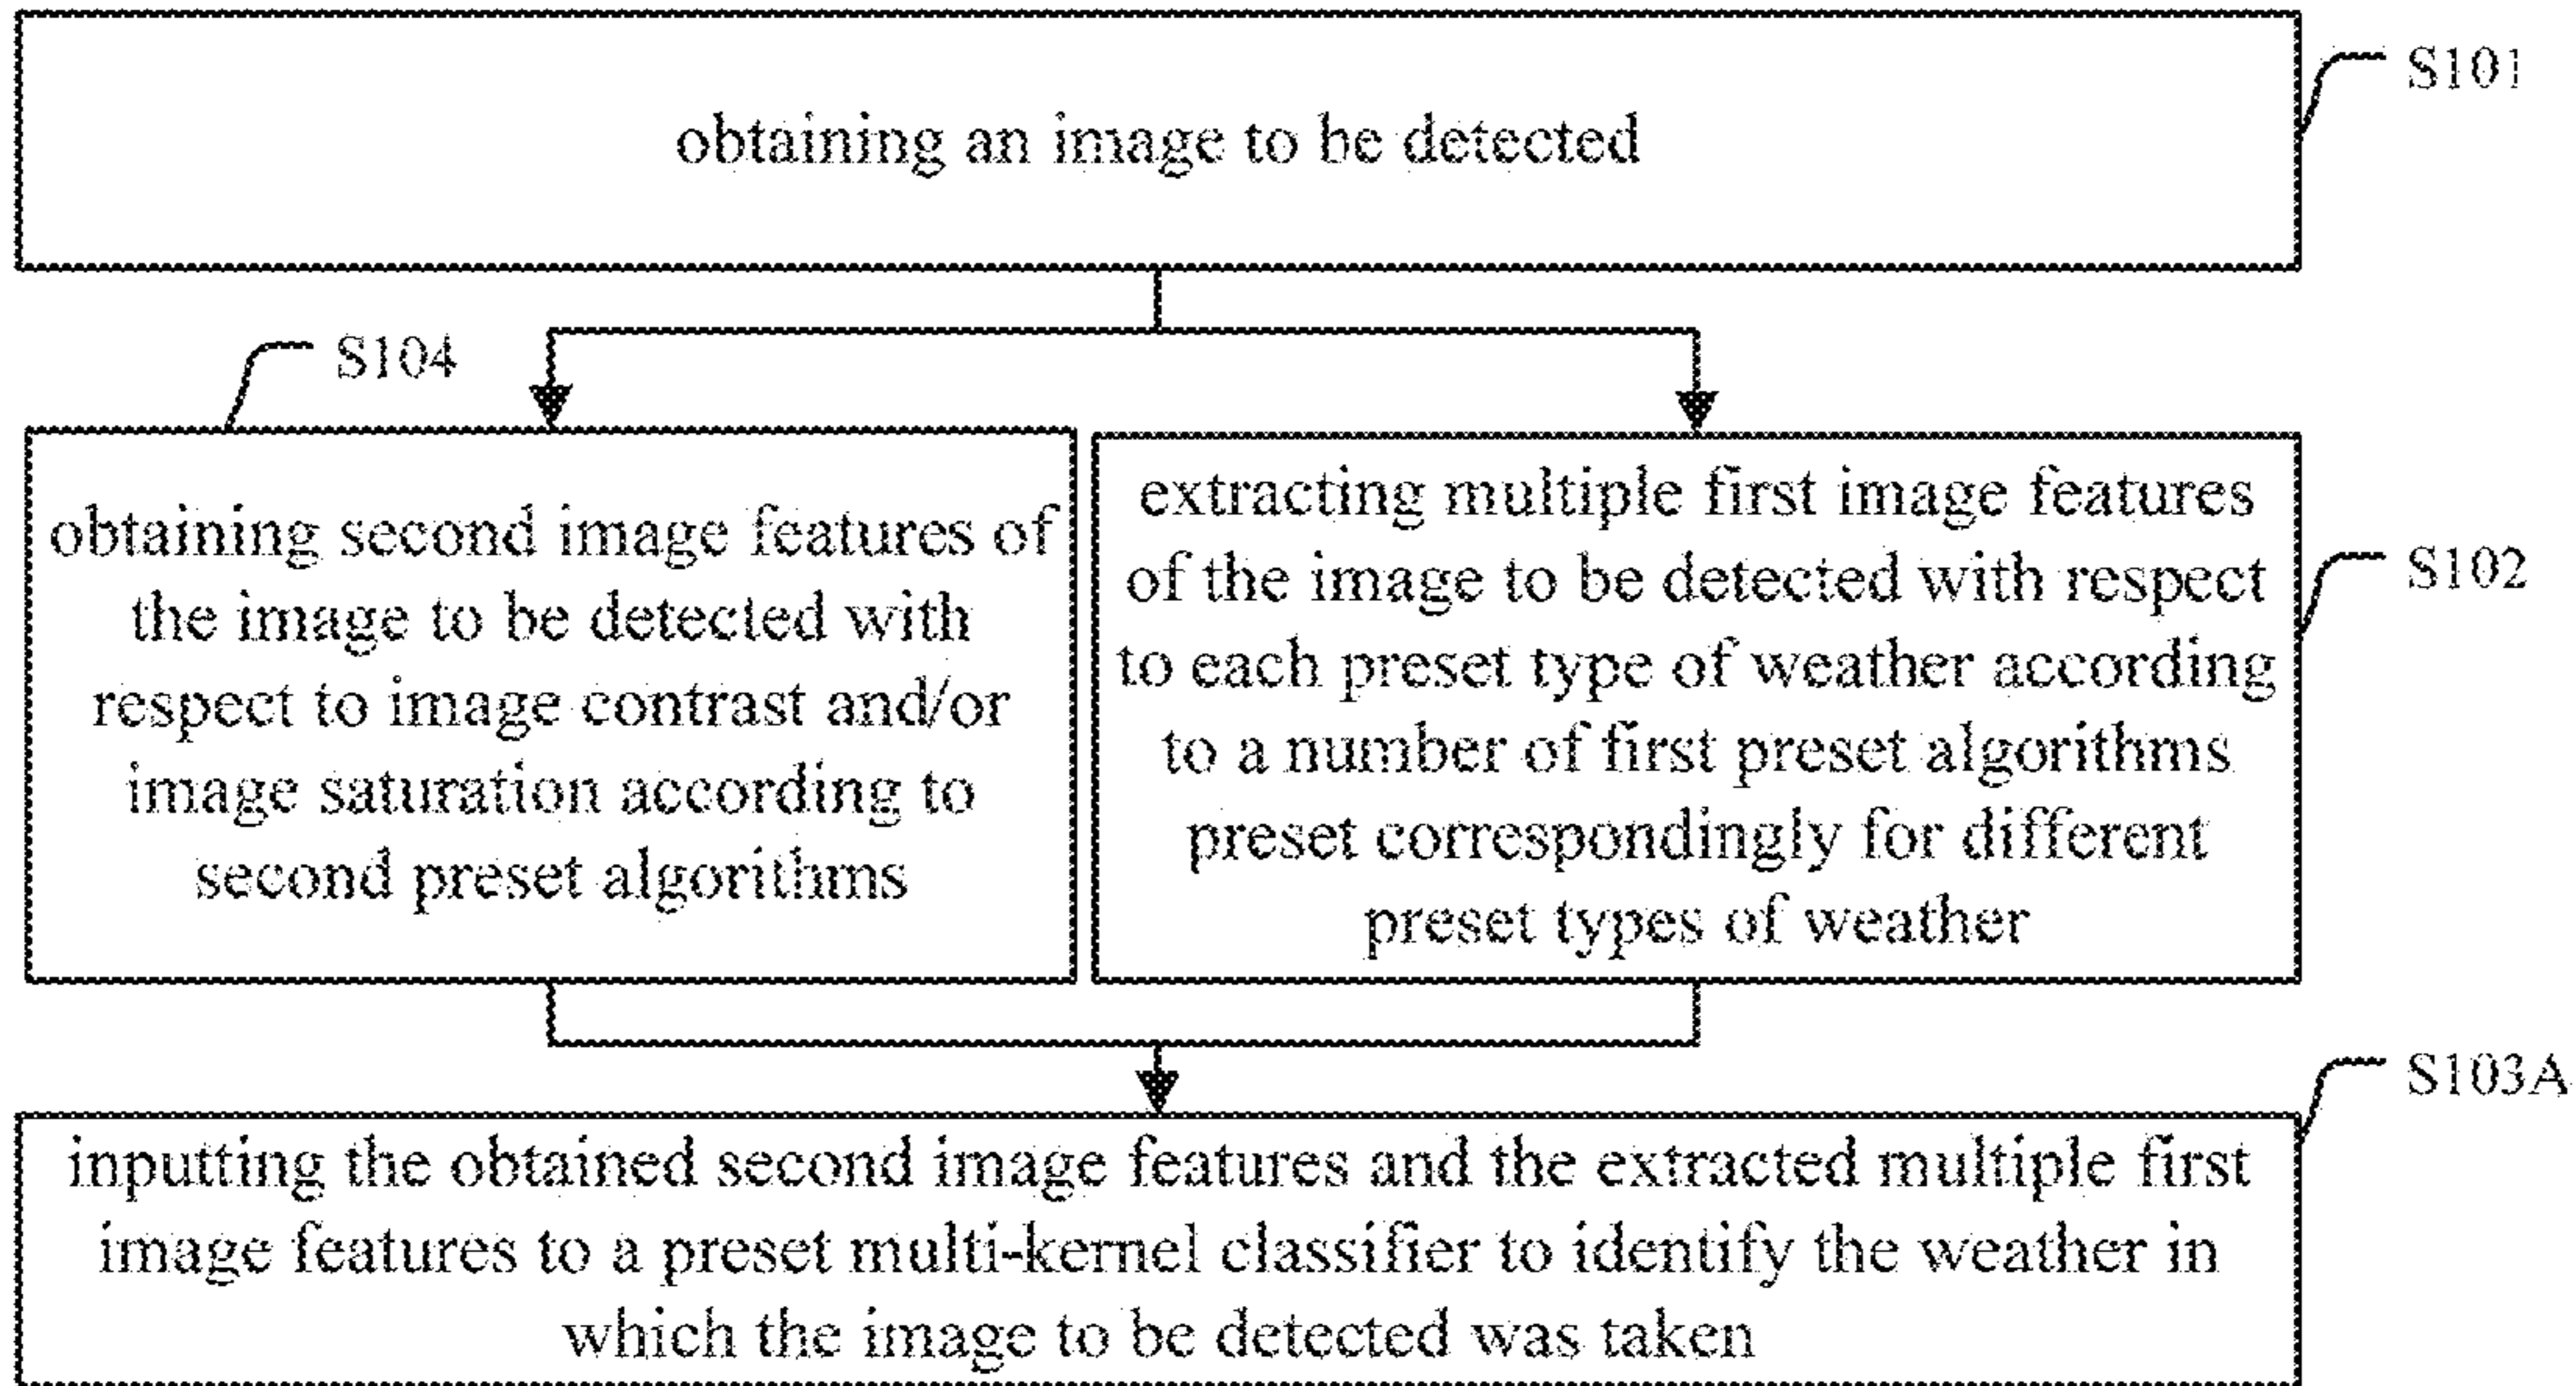 obtaining an image to be detected
S101
S104
obtaining second image features of
the image to be detected with
respect to image contrast and/or
image saturation according to
second preset algorithms
extracting multiple first image features
of the image to be detected with respect
to each preset type of weather according
to a number of first preset algorithms
preset correspondingly for different
preset types of weather
S102
S103A
inputting the obtained second image features and the extracted multiple first
image features to a preset multi-kernel classifier to identify the weather in
which the image to be detected was taken